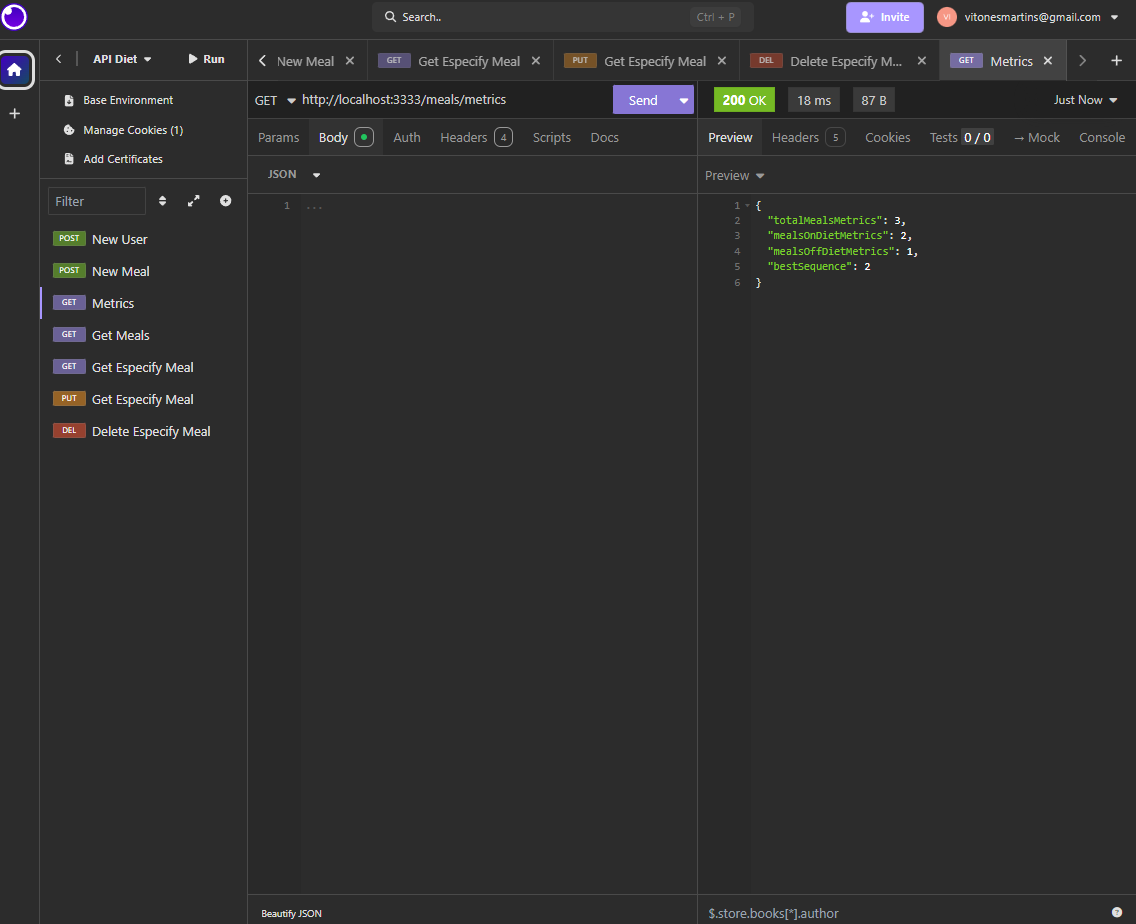 Search..
Ctrl + P
Invite
VI
vitonesmartins@gmail.com
API Diet
Run
New Meal
GET Get Especify Meal
PUT Get Especify Meal
DEL Delete Especify M...
GET Metrics
Base Environment
Manage Cookies (1)
Add Certificates
Filter
POST New User
POST New Meal
GET Metrics
GET Get Meals
GET Get Especify Meal
PUT Get Especify Meal
DEL Delete Especify Meal
GET http://localhost:3333/meals/metrics
Send
200 OK
18 ms
87 B
Just Now
Params
Body
Auth
Headers 4
Scripts
Docs
JSON
1 ...
Beautify JSON
Preview
Headers 5
Cookies
Tests 0 / 0
→ Mock
Console
Preview
1 {
2 "totalMealsMetrics": 3,
3 "mealsOnDietMetrics": 2,
4 "mealsOffDietMetrics": 1,
5 "bestSequence": 2
6 }
$.store.books[*].author
?